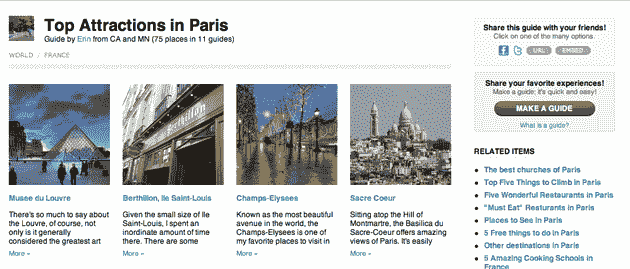 Top Attractions in Paris
Guide by Erin from CA and MN (75 places in 11 guides)
WORLD / FRANCE
Berthillon
Musee du Louvre
There's so much to say
about the Louvre, of course,
not only is it generally
considered the greatest art
More »
Berthillon, Ile Saint-Louis
Given the small size of Ile
Saint-Louis, I spent an
inordinate amount of time
there. There are some
More »
Champs-Elysees
Known as the most beautiful
avenue in the world, the
Champs-Elysees is one of
my favorite places to visit in
More »
Sacre Coeur
Sitting atop the Hill of
Montmartre, the Basilica du
Sacre-Coeur offers amazing
views of Paris. It's easily
More »
Share this guide with your friends!
Click on one of the many options.
URL EMBED
Share your favorite experiences!
Make a guide; it's quick and easy!
MAKE A GUIDE
What is a guide?
RELATED ITEMS
The best churches of Paris
Top Five Things to Climb in Paris
Five Wonderful Restaurants in Paris
"Must Eat" Resturants in Paris
Places to See in Paris
5 Free things to do in Paris
Other destinations in Paris
5 Amazing Cooking Schools in
France